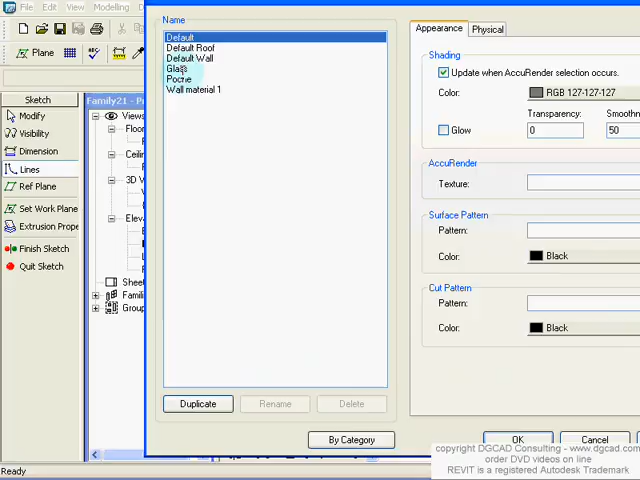 File Edit View Modelling
Plane
Sketch
Modify
Visibility
Dimension
Lines
Ref Plane
Set Work Plane
Extrusion Prope
Finish Sketch
Quit Sketch
Family21 - P
Views
Floor
Ceilin
3D V
Eleva
Sheet
Famili
Group
Ready
Name
Default
Default Roof
Default Wall
Glass
Poche
Wall material 1
Duplicate
Rename
Delete
By Category
Appearance
Physical
Shading
Update when AccuRender selection occurs.
Color: RGB 127-127-127
Transparency: Smoothn
Glow 0 50
AccuRender
Texture:
Surface Pattern
Pattern:
Color: Black
Cut Pattern
Pattern:
Color: Black
OK
Cancel
copyright DGCAD Consulting - www.dgcad.com
order DVD videos on line
REVIT is a registered Autodesk Trademark